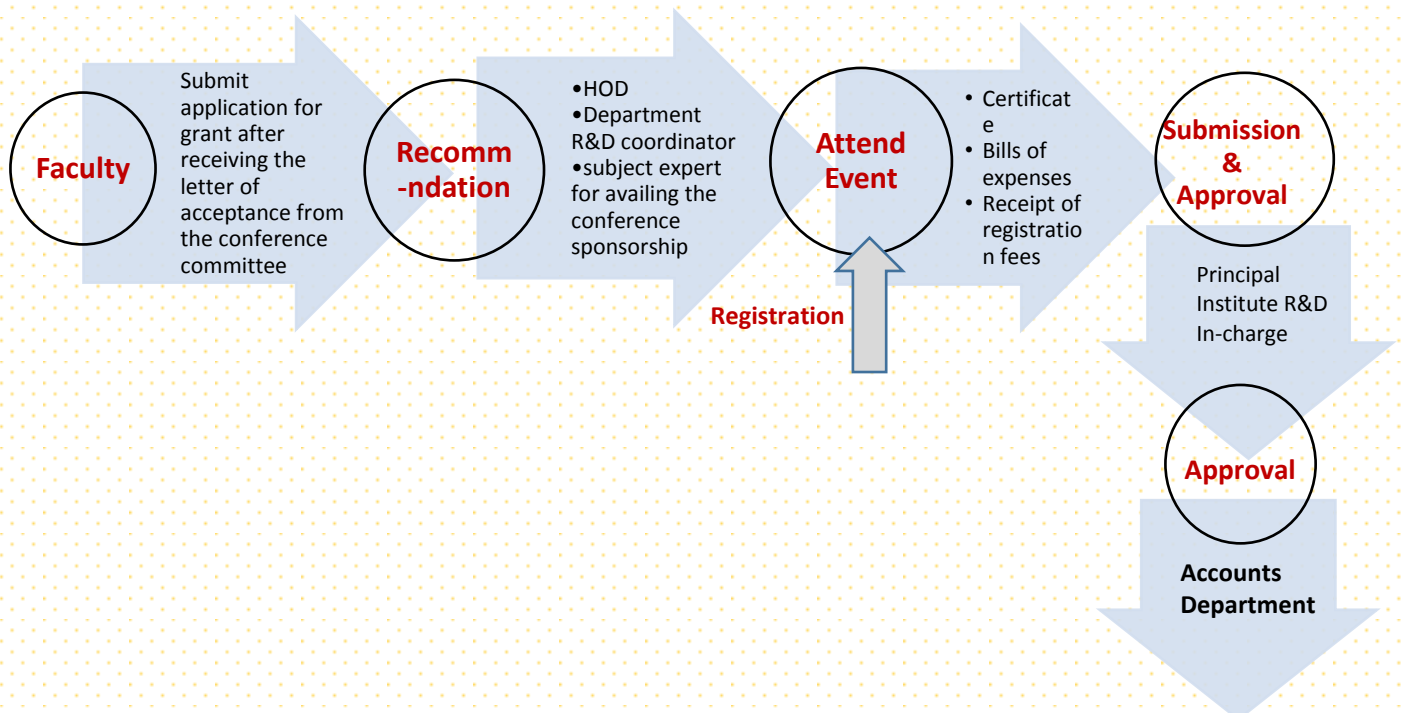 Faculty
Submit
application for
grant after
receiving the
letter of
acceptance from
the conference
committee
Recomm
-ndation
•HOD
•Department
R&D coordinator
•subject expert
for availing the
conference
sponsorship
Attend
Event
Registration
• Certificat
e
• Bills of
expenses
• Receipt of
registratio
n fees
Submission
&
Approval
Principal
Institute R&D
In-charge
Approval
Accounts
Department